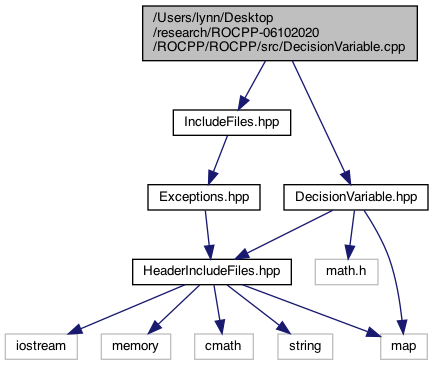 /Users/lynn/Desktop
/research/ROCPP-06102020
/ROCPP/ROCPP/src/DecisionVariable.cpp
IncludeFiles.hpp
Exceptions.hpp
DecisionVariable.hpp
HeaderIncludeFiles.hpp
math.h
iostream
memory
cmath
string
map